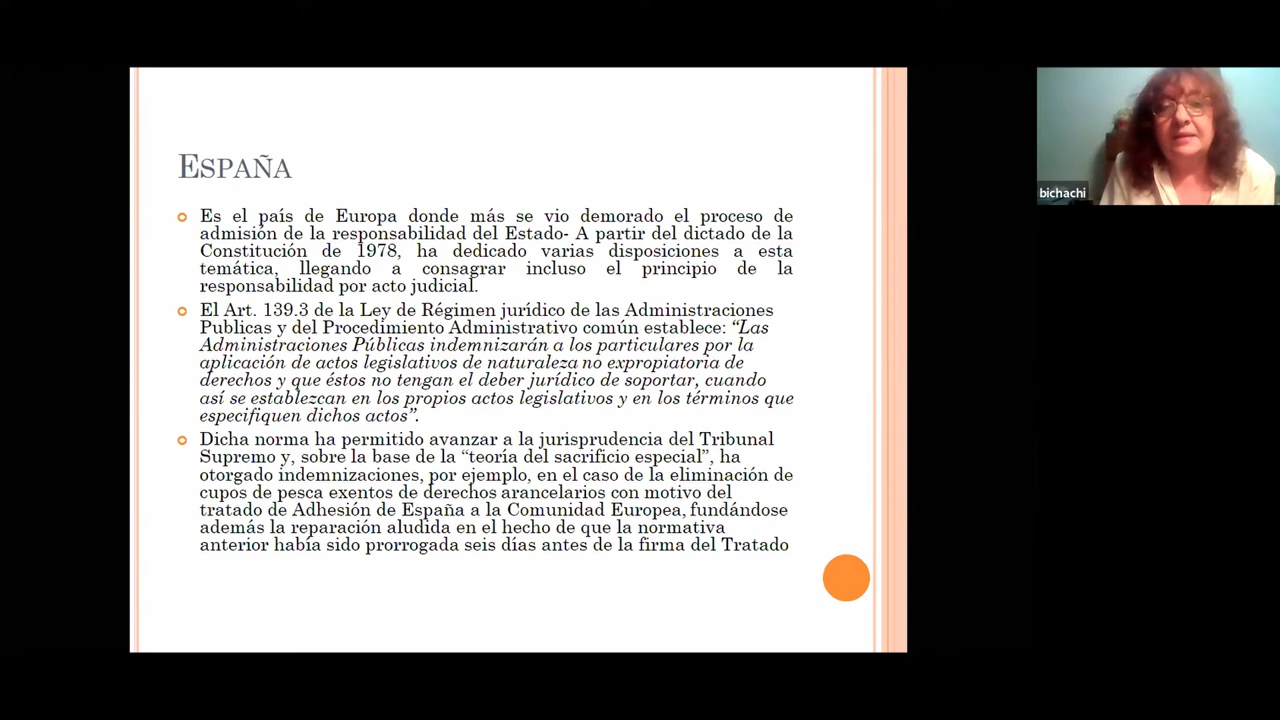 ESPAÑA
Es el país de Europa donde más se vio demorado el proceso de
admisión de la responsabilidad del Estado- A partir del dictado de la
Constitución de 1978, ha dedicado varias disposiciones a esta
temática, llegando a consagrar incluso el principio de la
responsabilidad por acto judicial.
El Art. 139.3 de la Ley de Régimen jurídico de las Administraciones
Publicas y del Procedimiento Administrativo común establece: “Las
Administraciones Públicas indemnizarán a los particulares por la
aplicación de actos legislativos de naturaleza no expropiatoria de
derechos y que éstos no tengan el deber jurídico de soportar, cuando
así se establezcan en los propios actos legislativos y en los términos que
especifiquen dichos actos”.
Dicha norma ha permitido avanzar a la jurisprudencia del Tribunal
Supremo y, sobre la base de la “teoría del sacrificio especial”, ha
otorgado indemnizaciones, por ejemplo, en el caso de la eliminación de
cupos de pesca exentos de derechos arancelarios con motivo del
tratado de Adhesión de España a la Comunidad Europea, fundándose
además la reparación aludida en el hecho de que la normativa
anterior había sido prorrogada seis días antes de la firma del Tratado
bichachi